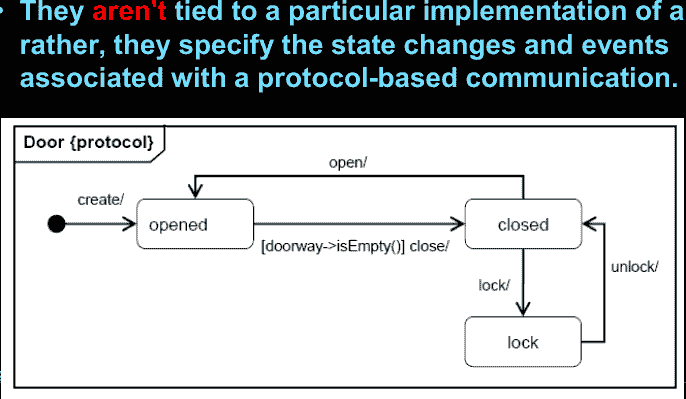 • They aren't tied to a particular implementation of a
rather, they specify the state changes and events
associated with a protocol-based communication.
Door {protocol}
open/
create/
opened
closed
[doorway->isEmpty()] close/
unlock/
lock/
lock